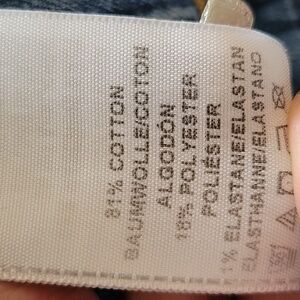 81% COTTON
BAUMWOLLE/COTON
ALGODÓN
18% POLYESTER
POLIÉSTER
1% ELASTANE/ELASTAN
ELASTHANNE/ELASTANO